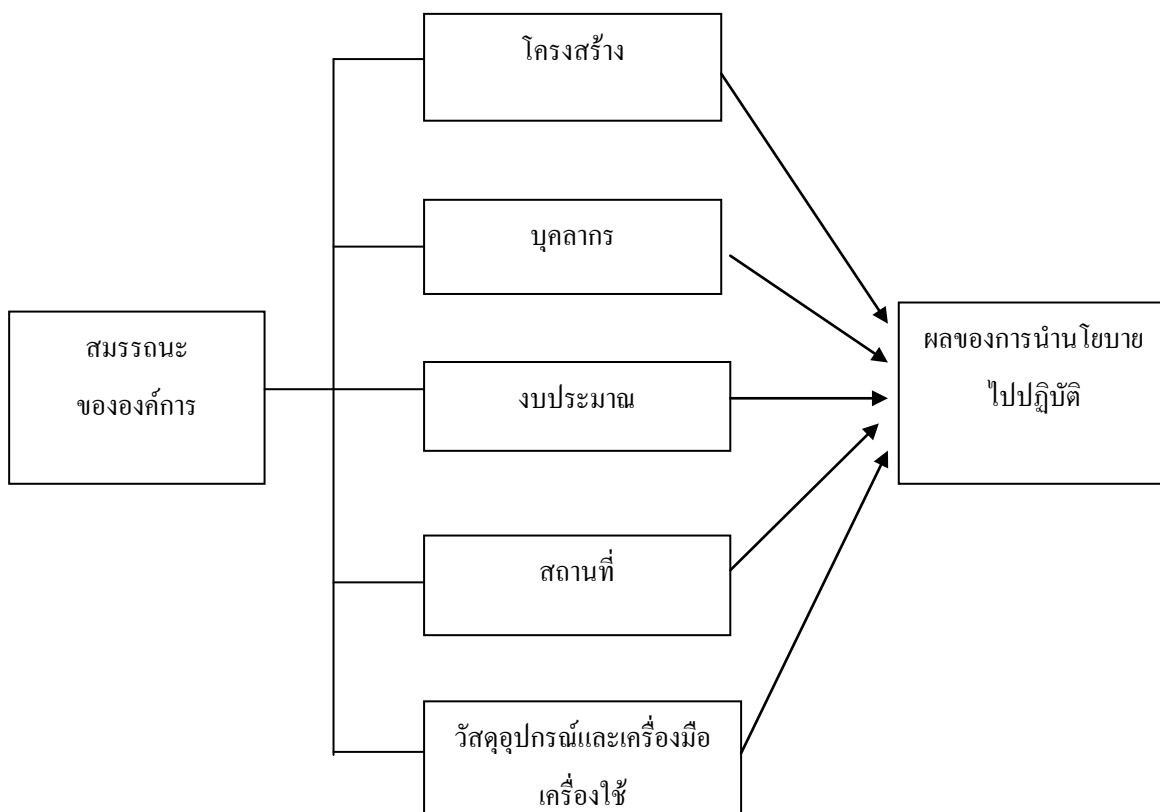 โครงสร้าง
บุคลากร
สมรรถนะ
ขององค์การ
งบประมาณ
สถานที่
วัสดุอุปกรณ์และเครื่องมือ
เครื่องใช้
ผลของการนำนโยบาย
ไปปฏิบัติ